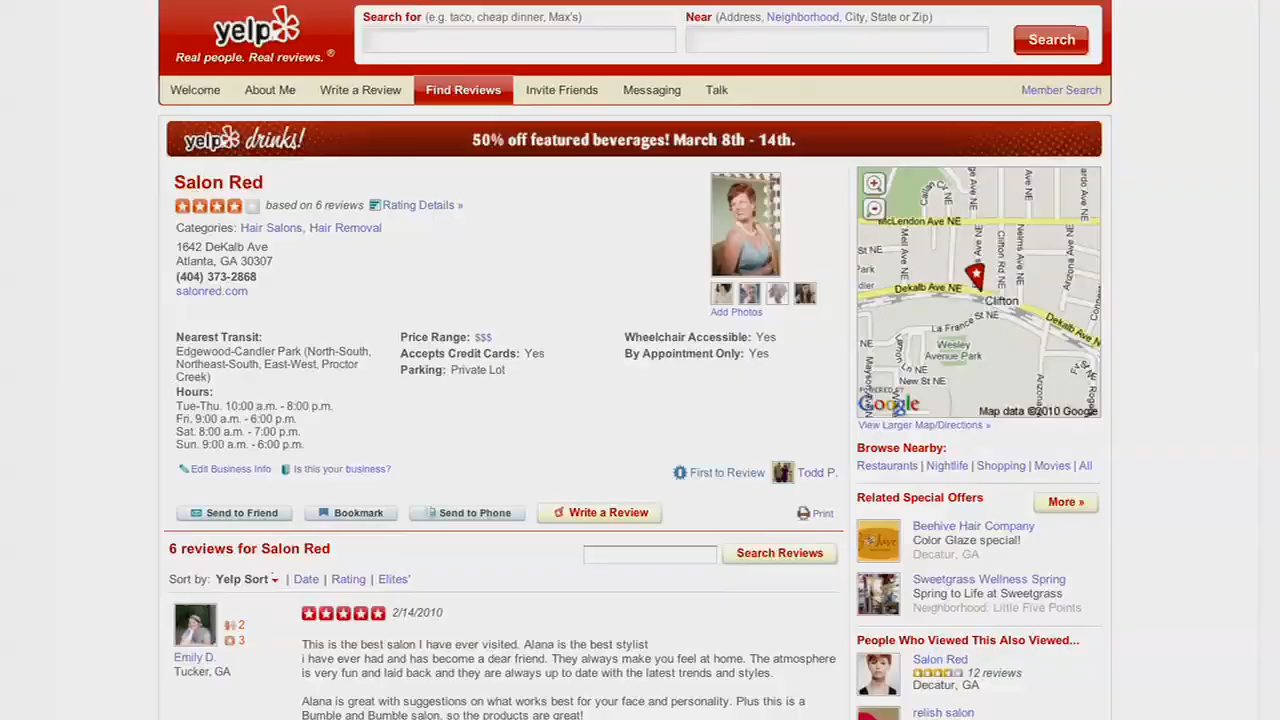 yelp
Real people. Real reviews. ®
Search for (e.g. taco, cheap dinner, Max's)
Near (Address, Neighborhood, City, State or Zip)
Search
Welcome
About Me
Write a Review
Find Reviews
Invite Friends
Messaging
Talk
Member Search
yelp drinks!
50% off featured beverages! March 8th - 14th.
Salon Red
based on 6 reviews
Rating Details »
Categories: Hair Salons, Hair Removal
1642 DeKalb Ave
Atlanta, GA 30307
(404) 373-2868
salonred.com
Add Photos
Nearest Transit:
Edgewood-Candler Park (North-South,
Northeast-South, East-West, Proctor
Creek)
Hours:
Tue-Thu. 10:00 a.m. - 8:00 p.m.
Fri. 9:00 a.m. - 6:00 p.m.
Sat. 8:00 a.m. - 7:00 p.m.
Sun. 9:00 a.m. - 6:00 p.m.
Price Range: $$$
Accepts Credit Cards: Yes
Parking: Private Lot
Wheelchair Accessible: Yes
By Appointment Only: Yes
Edit Business Info
Is this your business?
First to Review
Todd P.
Send to Friend
Bookmark
Send to Phone
Write a Review
Print
6 reviews for Salon Red
Search Reviews
Sort by: Yelp Sort | Date | Rating | Elites'
2
3
Emily D.
Tucker, GA
2/14/2010
This is the best salon I have ever visited. Alana is the best stylist
i have ever had and has become a dear friend. They always make you feel at home. The atmosphere
is very fun and laid back and they are always up to date with the latest trends and styles.
Alana is great with suggestions on what works best for your face and personality. Plus this is a
Bumble and Bumble salon, so the products are great!
McLendon Ave NE
Mell Ave NE
Clifton Rd NE
Nelms Ave NE
Arizona Ave NE
Dekalb Ave NE
Clifton
Dekalb Ave N
La France St NE
Wesley
Avenue Park
New St NE
POWERED BY
Google
Map data ©2010 Google
View Larger Map/Directions »
Browse Nearby:
Restaurants | Nightlife | Shopping | Movies | All
Related Special Offers
More »
Beehive Hair Company
Color Glaze special!
Decatur, GA
Sweetgrass Wellness Spring
Spring to Life at Sweetgrass
Neighborhood: Little Five Points
People Who Viewed This Also Viewed...
Salon Red
12 reviews
Decatur, GA
relish salon